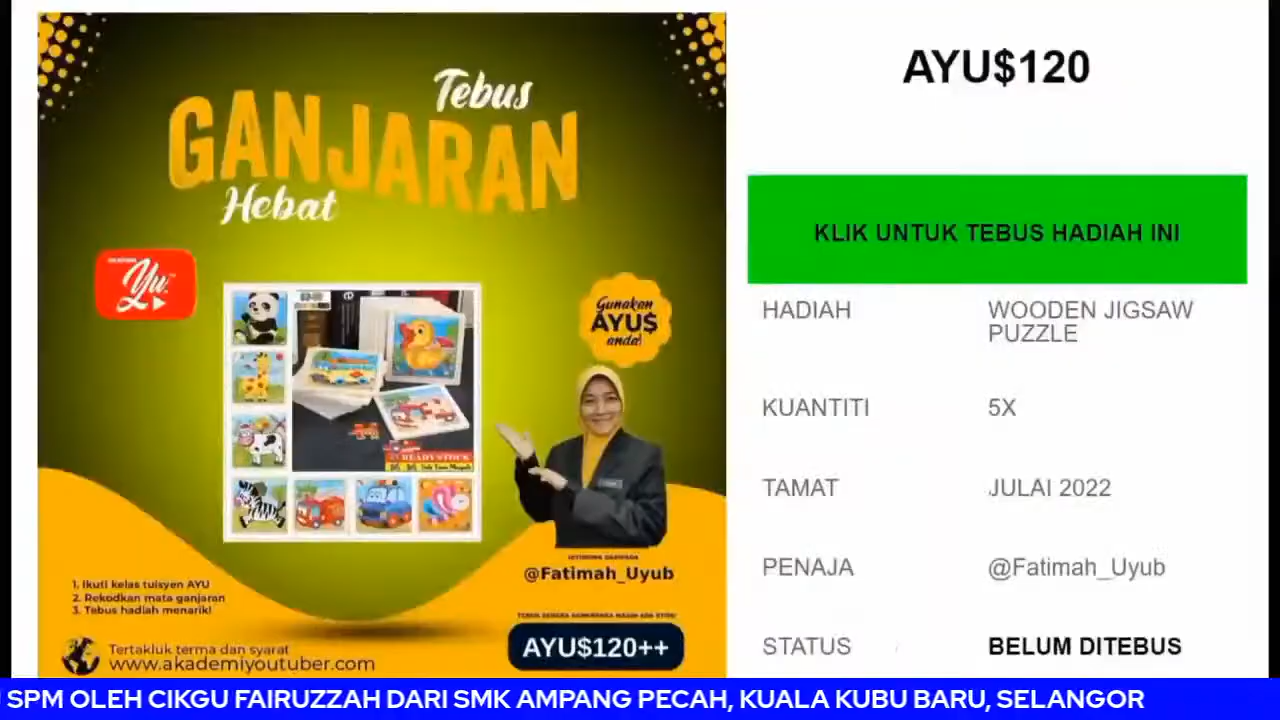 Tebus
GANJARAN
Hebat
Yu
Gunakan
AYU$
anda!
READY STOCK
@Fatimah_Uyub
1. Ikuti kelas tuisyen AYU
2. Rekodkan mata ganjaran
3. Tebus hadiah menarik!
AYU$120++
Tertakluk terma dan syarat
www.akademiyoutuber.com
AYU$120
KLIK UNTUK TEBUS HADIAH INI
HADIAH WOODEN JIGSAW
PUZZLE
KUANTITI 5X
TAMAT JULAI 2022
PENAJA @Fatimah_Uyub
STATUS BELUM DITEBUS
SPM OLEH CIKGU FAIRUZZAH DARI SMK AMPANG PECAH, KUALA KUBU BARU, SELANGOR